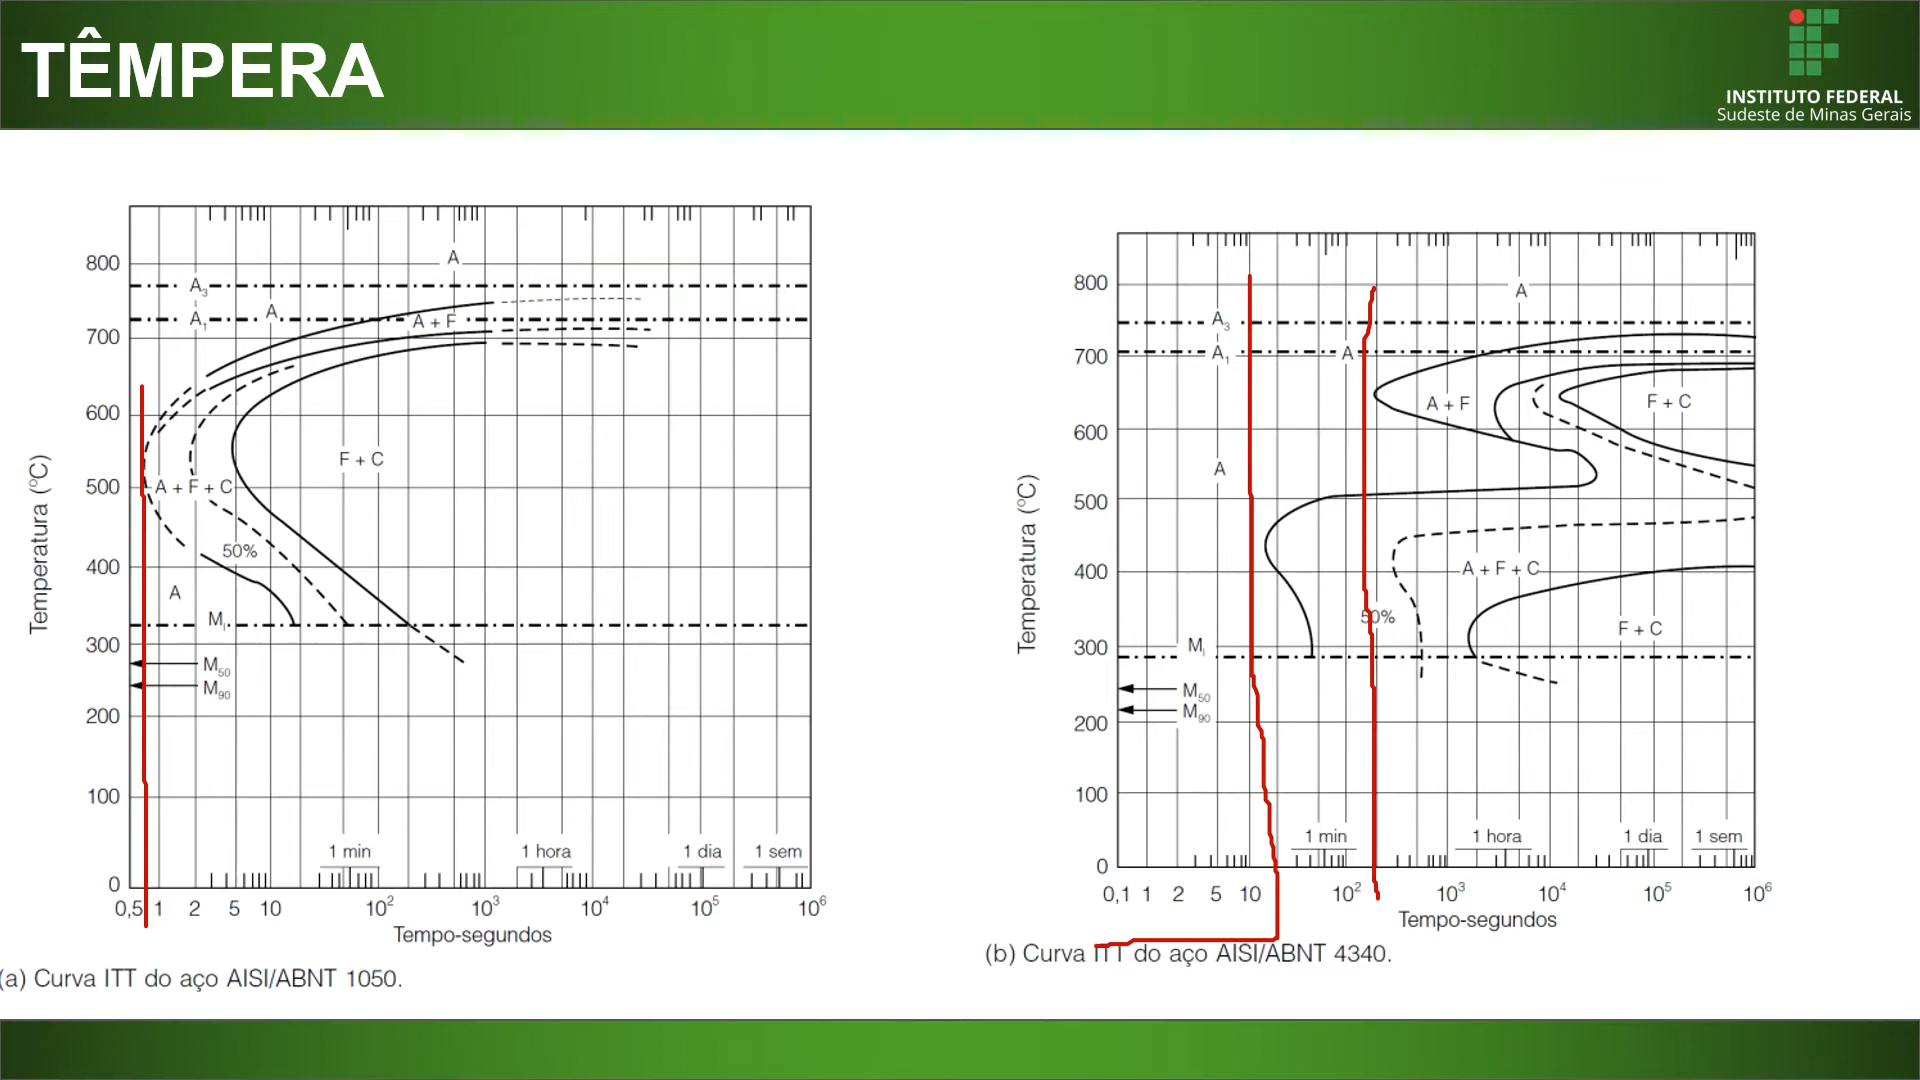 TÊMPERA
INSTITUTO FEDERAL
Sudeste de Minas Gerais
Temperatura (ºC)
800
700
600
500
400
300
200
100
0
A
A3
A
A1
A + F
F + C
A + F + C
50%
A
Mi
M50
M90
1 min
1 hora
1 dia
1 sem
0,5 1 2 5 10 10² 10³ 10⁴ 10⁵ 10⁶
Tempo-segundos
(a) Curva ITT do aço AISI/ABNT 1050.
Temperatura (ºC)
800
700
600
500
400
300
200
100
0
A
A3
A1
A
A + F
F + C
A
A + F + C
50%
F + C
Mi
M50
M90
1 min
1 hora
1 dia
1 sem
0,1 1 2 5 10 10² 10³ 10⁴ 10⁵ 10⁶
Tempo-segundos
(b) Curva ITT do aço AISI/ABNT 4340.